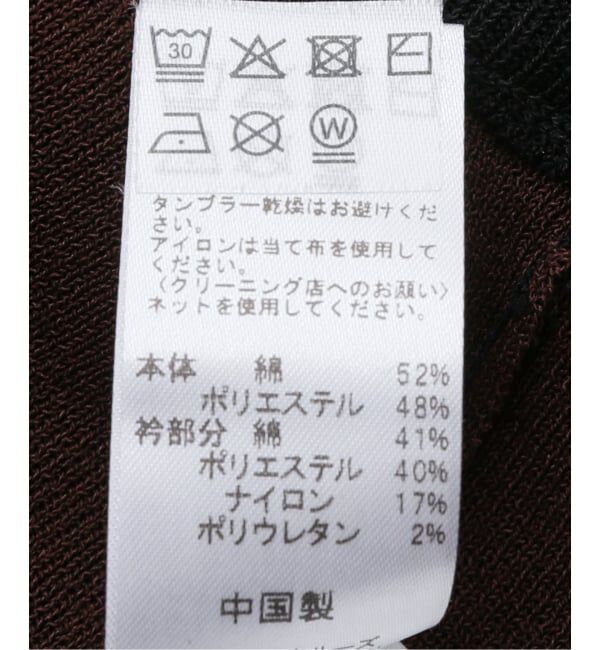 30
W
タンブラー乾燥はお避けくだ
さい。
アイロンは当て布を使用して
ください。
〈クリーニング店へのお願い〉
ネットを使用してください。
本体 綿 52%
ポリエステル 48%
衿部分 綿 41%
ポリエステル 40%
ナイロン 17%
ポリウレタン 2%
中国製